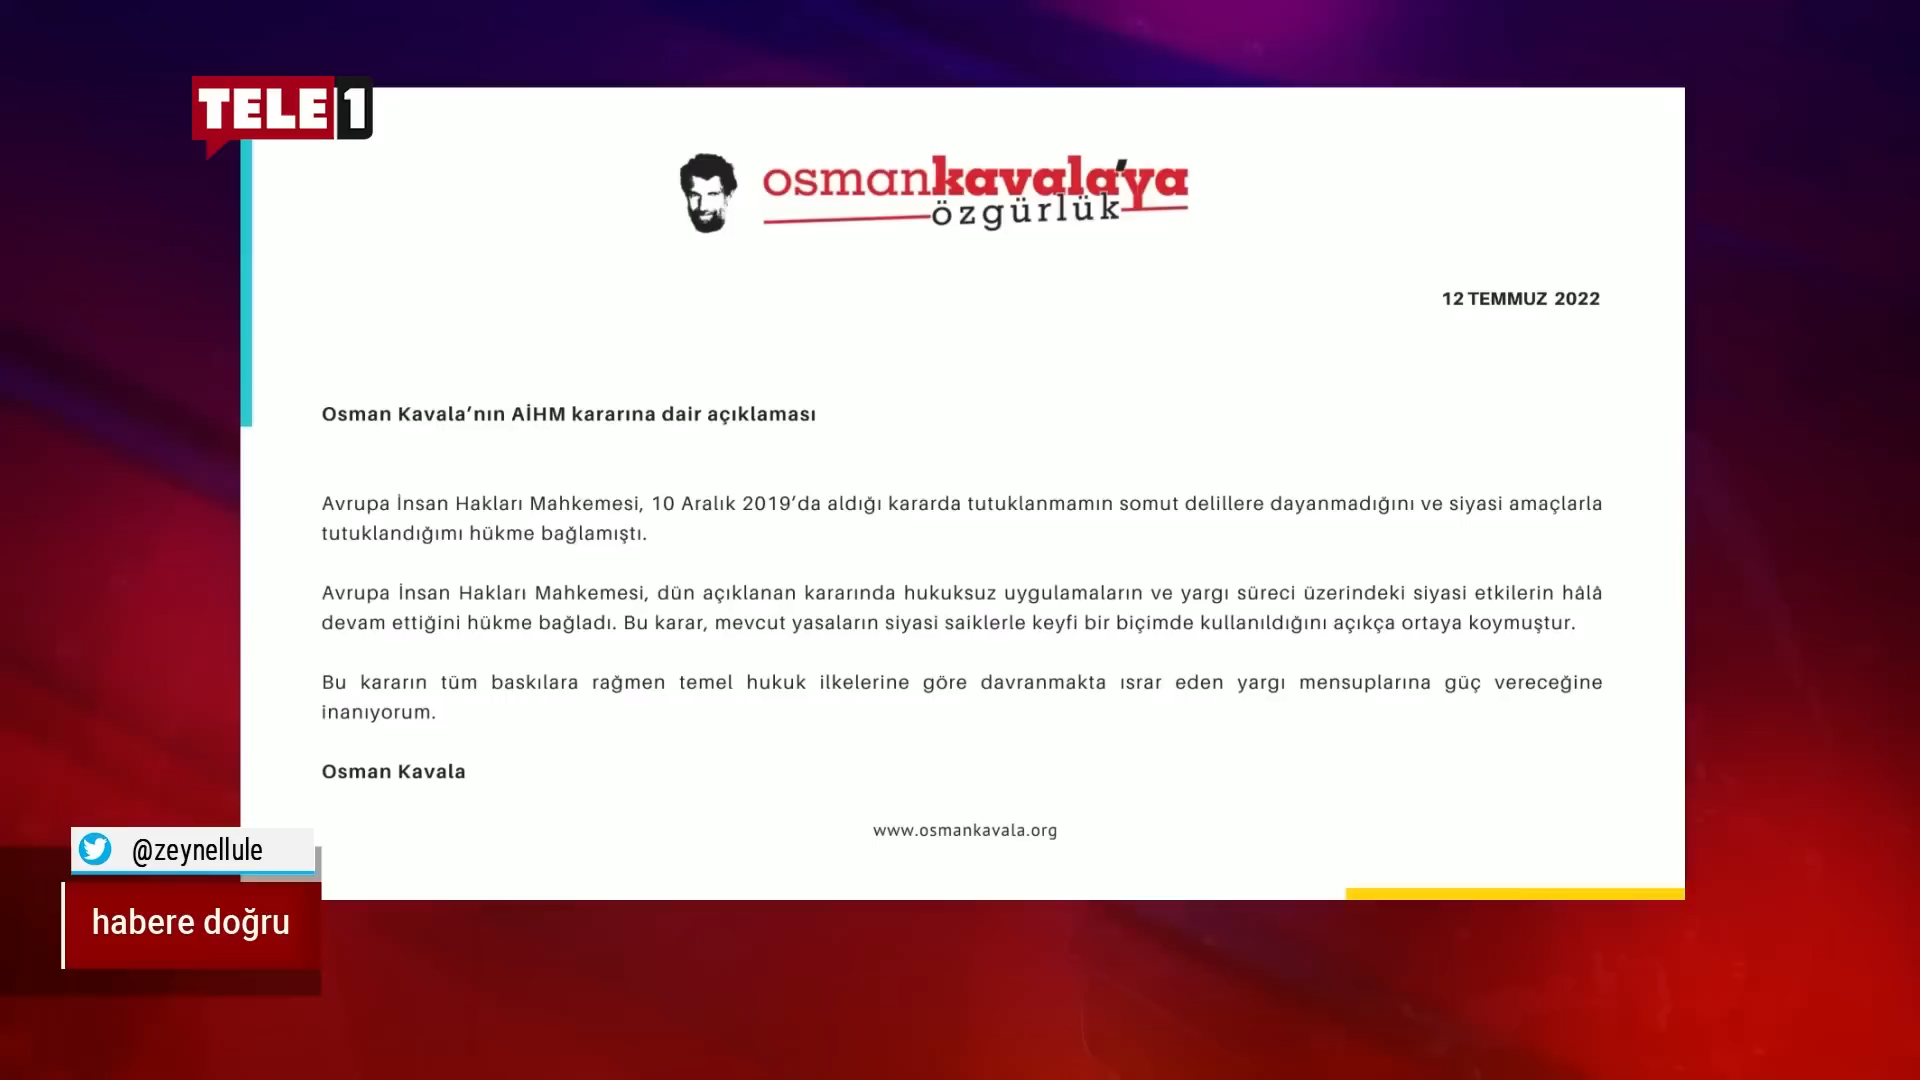 TELE1
osmankavala'ya
özgürlük
12 TEMMUZ 2022
Osman Kavala’nın AİHM kararına dair açıklaması
Avrupa İnsan Hakları Mahkemesi, 10 Aralık 2019’da aldığı kararda tutuklanmamın somut delillere dayanmadığını ve siyasi amaçlarla
tutuklandığımı hükme bağlamıştı.
Avrupa İnsan Hakları Mahkemesi, dün açıklanan kararında hukuksuz uygulamaların ve yargı süreci üzerindeki siyasi etkilerin hâlâ
devam ettiğini hükme bağladı. Bu karar, mevcut yasaların siyasi saiklerle keyfi bir biçimde kullanıldığını açıkça ortaya koymuştur.
Bu kararın tüm baskılara rağmen temel hukuk ilkelerine göre davranmakta ısrar eden yargı mensuplarına güç vereceğine
inanıyorum.
Osman Kavala
www.osmankavala.org
@zeynellule
habere doğru